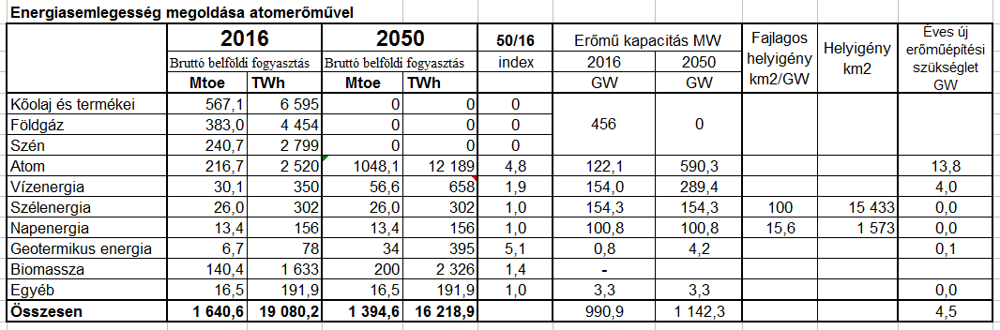 Energiasemlegesség megoldása atomerőművel
2016 2050 50/16 Erőmű kapacitás MW Fajlagos helyigény km2/GW Helyigény km2 Éves új erőműépítési szükséglet GW
Bruttó belföldi fogyasztás Bruttó belföldi fogyasztás index 2016 2050
Mtoe TWh Mtoe TWh GW GW
Kőolaj és termékei 567,1 6 595 0 0 0
Földgáz 383,0 4 454 0 0 0 456 0
Szén 240,7 2 799 0 0 0
Atom 216,7 2 520 1048,1 12 189 4,8 122,1 590,3 13,8
Vízenergia 30,1 350 56,6 658 1,9 154,0 289,4 4,0
Szélenergia 26,0 302 26,0 302 1,0 154,3 154,3 100 15 433 0,0
Napenergia 13,4 156 13,4 156 1,0 100,8 100,8 15,6 1 573 0,0
Geotermikus energia 6,7 78 34 395 5,1 0,8 4,2 0,1
Biomassza 140,4 1 633 200 2 326 1,4 -
Egyéb 16,5 191,9 16,5 191,9 1,0 3,3 3,3 0,0
Összesen 1 640,6 19 080,2 1 394,6 16 218,9 990,9 1 142,3 4,5